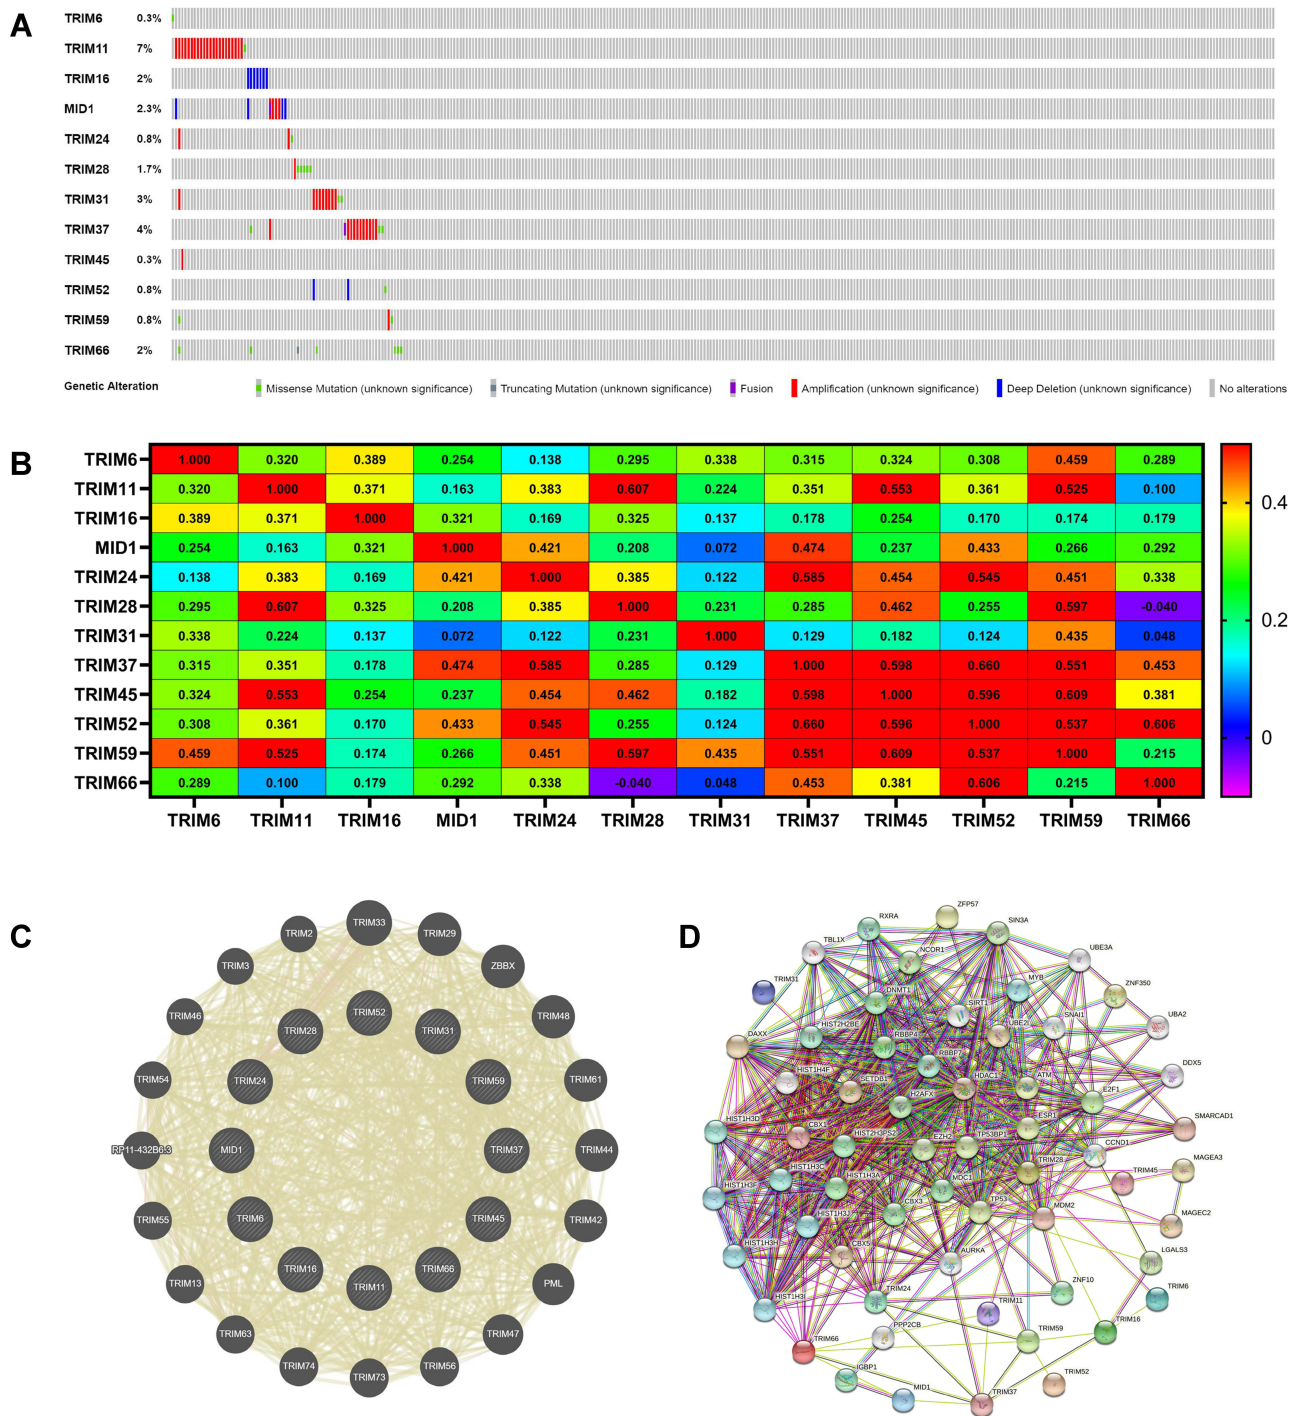 A
TRIM6 0.3%
TRIM11 7%
TRIM16 2%
MID1 2.3%
TRIM24 0.8%
TRIM28 1.7%
TRIM31 3%
TRIM37 4%
TRIM45 0.3%
TRIM52 0.8%
TRIM59 0.8%
TRIM66 2%
Genetic Alteration Missense Mutation (unknown significance) Truncating Mutation (unknown significance) Fusion Amplification (unknown significance) Deep Deletion (unknown significance) No alterations
B
TRIM6 1.000 0.320 0.389 0.254 0.138 0.295 0.338 0.315 0.324 0.308 0.459 0.289
TRIM11 0.320 1.000 0.371 0.163 0.383 0.607 0.224 0.351 0.553 0.361 0.525 0.100
TRIM16 0.389 0.371 1.000 0.321 0.169 0.325 0.137 0.178 0.254 0.170 0.174 0.179
MID1 0.254 0.163 0.321 1.000 0.421 0.208 0.072 0.474 0.237 0.433 0.266 0.292
TRIM24 0.138 0.383 0.169 0.421 1.000 0.385 0.122 0.585 0.454 0.545 0.451 0.338
TRIM28 0.295 0.607 0.325 0.208 0.385 1.000 0.231 0.285 0.462 0.255 0.597 -0.040
TRIM31 0.338 0.224 0.137 0.072 0.122 0.231 1.000 0.129 0.182 0.124 0.435 0.048
TRIM37 0.315 0.351 0.178 0.474 0.585 0.285 0.129 1.000 0.598 0.660 0.551 0.453
TRIM45 0.324 0.553 0.254 0.237 0.454 0.462 0.182 0.598 1.000 0.596 0.609 0.381
TRIM52 0.308 0.361 0.170 0.433 0.545 0.255 0.124 0.660 0.596 1.000 0.537 0.606
TRIM59 0.459 0.525 0.174 0.266 0.451 0.597 0.435 0.551 0.609 0.537 1.000 0.215
TRIM66 0.289 0.100 0.179 0.292 0.338 -0.040 0.048 0.453 0.381 0.606 0.215 1.000
TRIM6 TRIM11 TRIM16 MID1 TRIM24 TRIM28 TRIM31 TRIM37 TRIM45 TRIM52 TRIM59 TRIM66
0.4
0.2
0
C
TRIM33
TRIM2
TRIM29
TRIM3
ZBBX
TRIM46
TRIM48
TRIM52
TRIM28
TRIM31
TRIM54
TRIM24
TRIM59
TRIM61
RP11-432B6.3
MID1
TRIM37
TRIM44
TRIM55
TRIM6
TRIM45
TRIM42
TRIM16
TRIM66
TRIM11
TRIM13
PML
TRIM63
TRIM47
TRIM74
TRIM56
TRIM73
D
ZFP57
RXRA
SIN3A
TBL1X
NCOR1
UBE3A
TRIM31
MYB
ZNF350
DNMT1
SIRT1
SNAI1
UBA2
HIST2H2BE
UBE2I
DAXX
RBBP4
RBBP7
DDX5
HIST1H4F
SETDB1
HDAC1
ATM
E2F1
H2AFX
SMARCAD1
HIST1H3D
CBX1
HIST2H3PS2
EZH2
TP53BP1
ESR1
CCND1
HIST1H3C
HIST1H3A
TRIM28
TRIM45
MAGEA3
HIST1H3F
MDC1
CBX3
TP53
MDM2
MAGEC2
HIST1H3J
HIST1H3H
CBX5
AURKA
LGALS3
HIST1H3I
TRIM24
ZNF10
TRIM6
TRIM11
TRIM16
PPP2CB
TRIM59
TRIM66
IGBP1
TRIM52
MID1
TRIM37